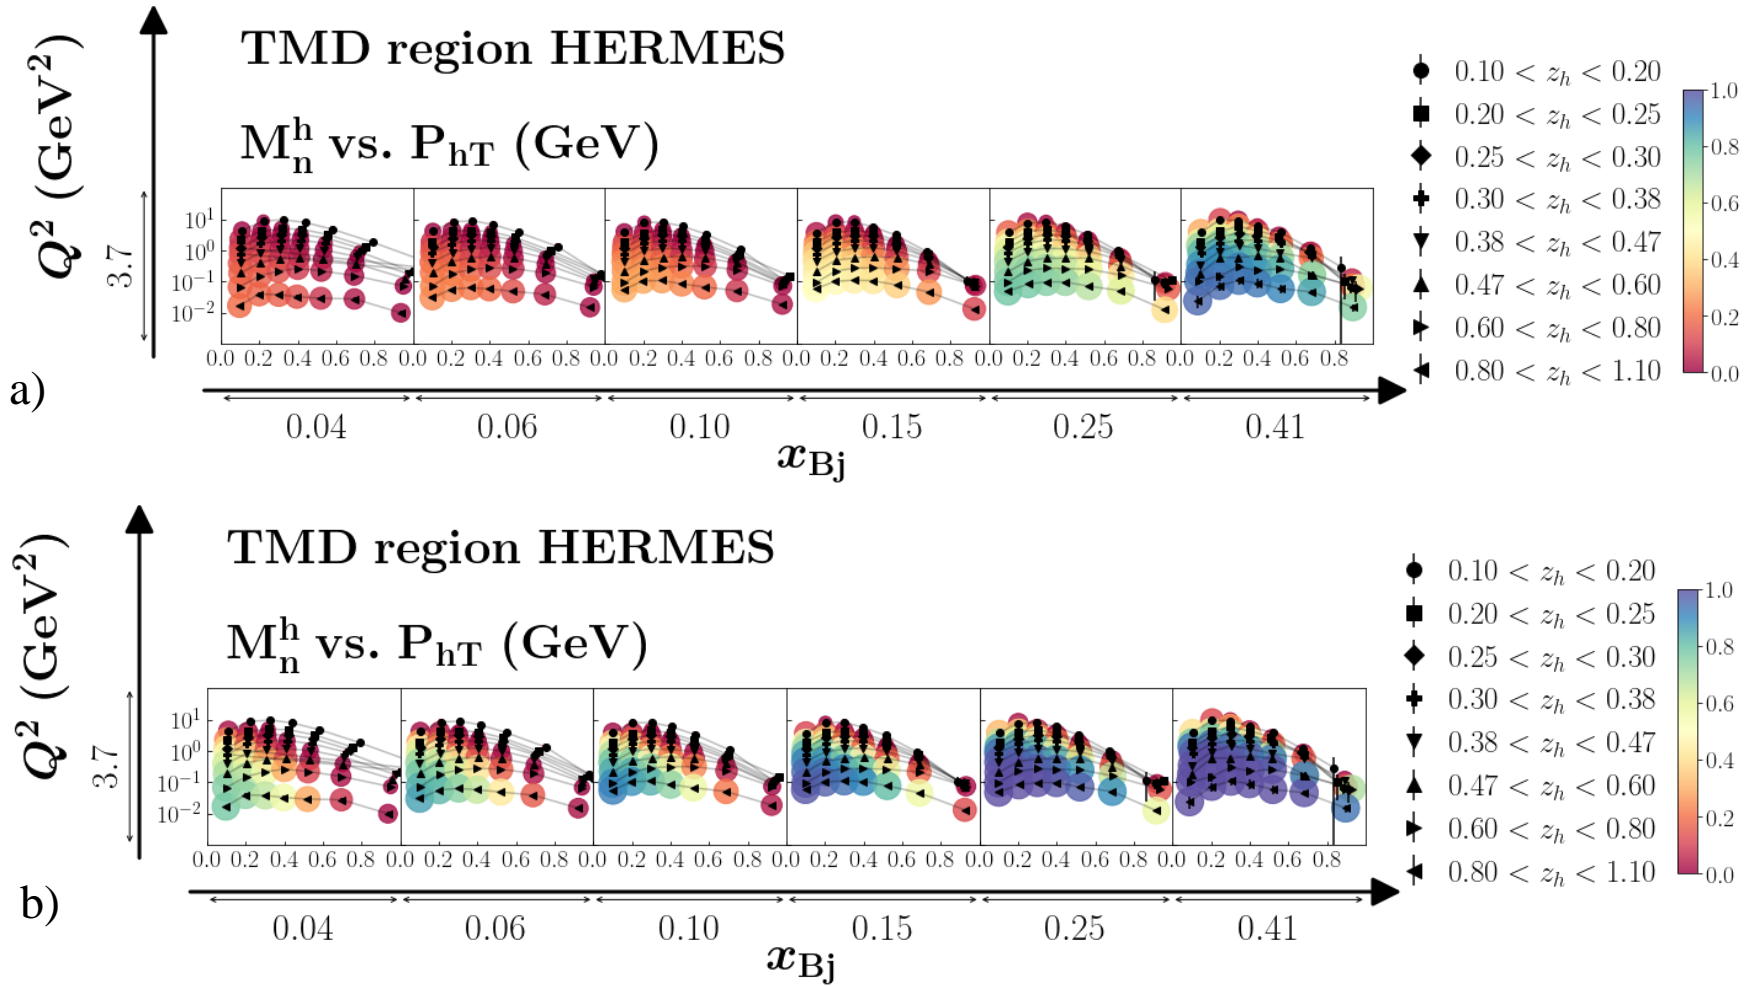 TMD region HERMES
M_n^h vs. P_hT (GeV)
Q² (GeV²)
3.7
10¹
10⁰
10⁻¹
10⁻²
0.0 0.2 0.4 0.6 0.8 0.0 0.2 0.4 0.6 0.8 0.0 0.2 0.4 0.6 0.8 0.0 0.2 0.4 0.6 0.8 0.0 0.2 0.4 0.6 0.8 0.0 0.2 0.4 0.6 0.8
a)
0.04 0.06 0.10 0.15 0.25 0.41
x_Bj
0.10 < z_h < 0.20
0.20 < z_h < 0.25
0.25 < z_h < 0.30
0.30 < z_h < 0.38
0.38 < z_h < 0.47
0.47 < z_h < 0.60
0.60 < z_h < 0.80
0.80 < z_h < 1.10
1.0
0.8
0.6
0.4
0.2
0.0
TMD region HERMES
M_n^h vs. P_hT (GeV)
Q² (GeV²)
3.7
10¹
10⁰
10⁻¹
10⁻²
0.0 0.2 0.4 0.6 0.8 0.0 0.2 0.4 0.6 0.8 0.0 0.2 0.4 0.6 0.8 0.0 0.2 0.4 0.6 0.8 0.0 0.2 0.4 0.6 0.8 0.0 0.2 0.4 0.6 0.8
b)
0.04 0.06 0.10 0.15 0.25 0.41
x_Bj
0.10 < z_h < 0.20
0.20 < z_h < 0.25
0.25 < z_h < 0.30
0.30 < z_h < 0.38
0.38 < z_h < 0.47
0.47 < z_h < 0.60
0.60 < z_h < 0.80
0.80 < z_h < 1.10
1.0
0.8
0.6
0.4
0.2
0.0